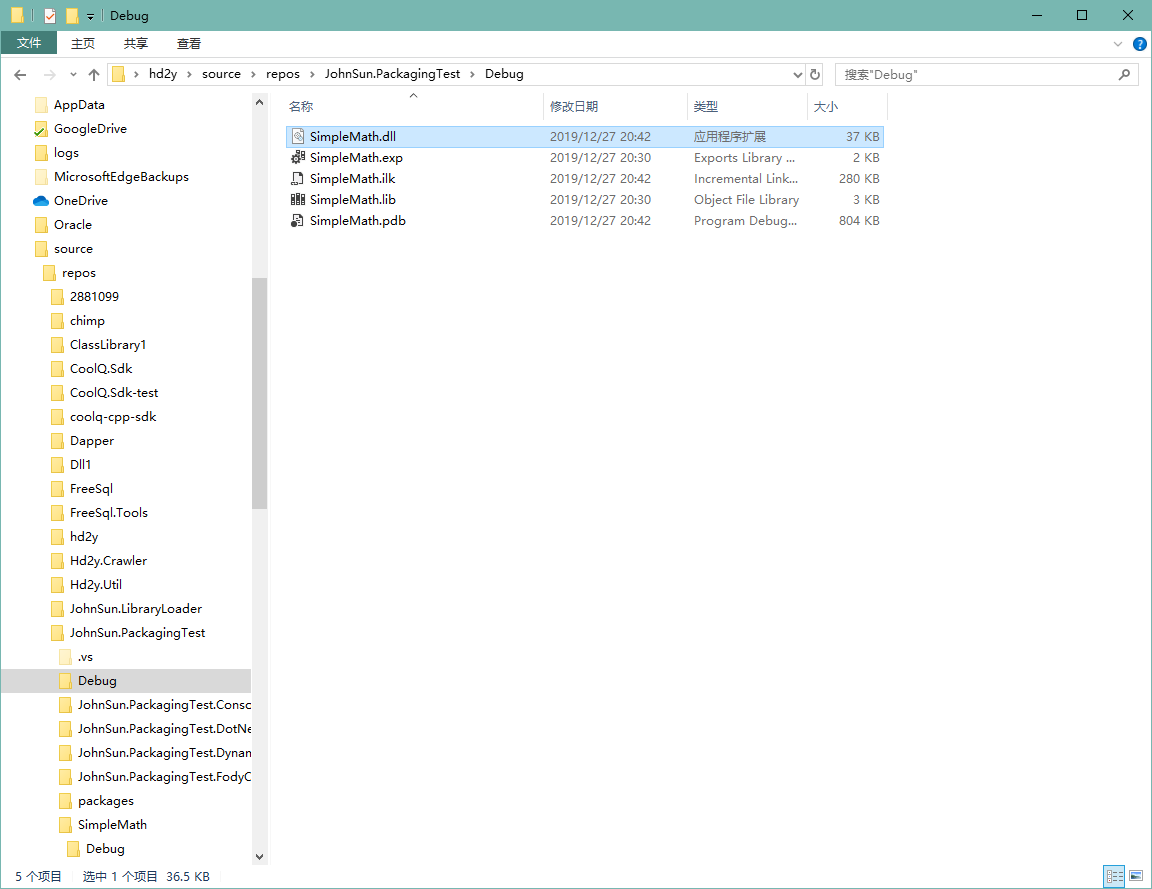 Debug
文件 主页 共享 查看
hd2y source repos JohnSun.PackagingTest Debug 搜索"Debug"
名称 修改日期 类型 大小
SimpleMath.dll 2019/12/27 20:42 应用程序扩展 37 KB
SimpleMath.exp 2019/12/27 20:30 Exports Library ... 2 KB
SimpleMath.ilk 2019/12/27 20:42 Incremental Link... 280 KB
SimpleMath.lib 2019/12/27 20:30 Object File Library 3 KB
SimpleMath.pdb 2019/12/27 20:42 Program Debug... 804 KB
AppData
GoogleDrive
logs
MicrosoftEdgeBackups
OneDrive
Oracle
source
repos
2881099
chimp
ClassLibrary1
CoolQ.Sdk
CoolQ.Sdk-test
coolq-cpp-sdk
Dapper
Dll1
FreeSql
FreeSql.Tools
hd2y
Hd2y.Crawler
Hd2y.Util
JohnSun.LibraryLoader
JohnSun.PackagingTest
.vs
Debug
JohnSun.PackagingTest.Consc
JohnSun.PackagingTest.DotNe
JohnSun.PackagingTest.Dynan
JohnSun.PackagingTest.FodyC
packages
SimpleMath
Debug
5 个项目 选中 1 个项目 36.5 KB